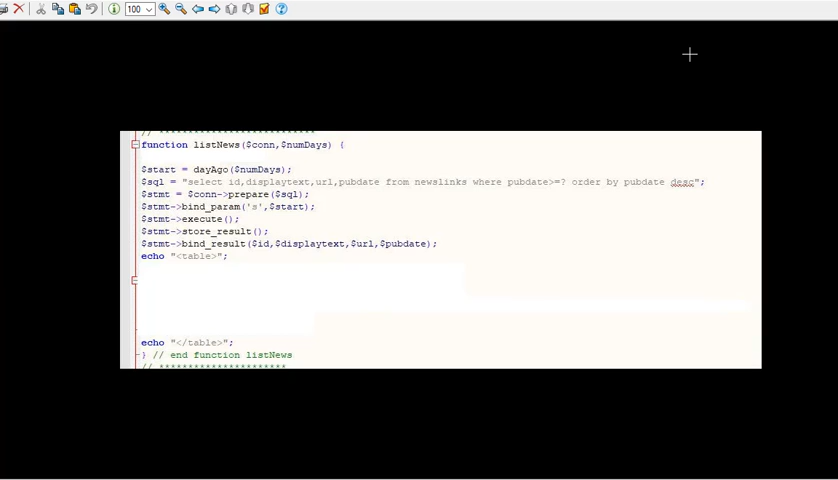 100
// ***************************
function listNews($conn,$numDays) {
$start = dayAgo($numDays);
$sql = "select id,displaytext,url,pubdate from newslinks where pubdate>=? order by pubdate desc";
$stmt = $conn->prepare($sql);
$stmt->bind_param('s',$start);
$stmt->execute();
$stmt->store_result();
$stmt->bind_result($id,$displaytext,$url,$pubdate);
echo "<table>";
echo "</table>";
} // end function listNews
// **********************